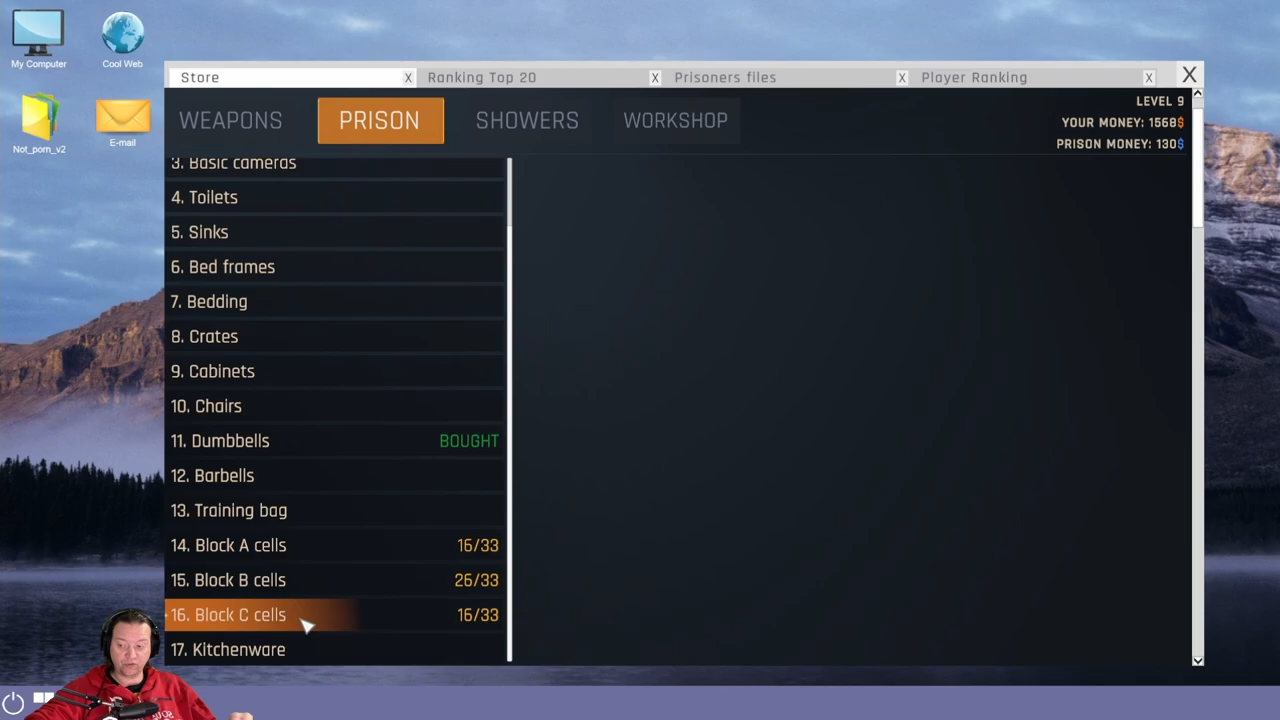 My Computer
Cool Web
Not_porn_v2
E-mail
Store X
Ranking Top 20 X
Prisoners files X
Player Ranking X
X
WEAPONS
PRISON
SHOWERS
WORKSHOP
LEVEL 9
YOUR MONEY: 1568$
PRISON MONEY: 130$
3. Basic cameras
4. Toilets
5. Sinks
6. Bed frames
7. Bedding
8. Crates
9. Cabinets
10. Chairs
11. Dumbbells BOUGHT
12. Barbells
13. Training bag
14. Block A cells 16/33
15. Block B cells 26/33
16. Block C cells 16/33
17. Kitchenware